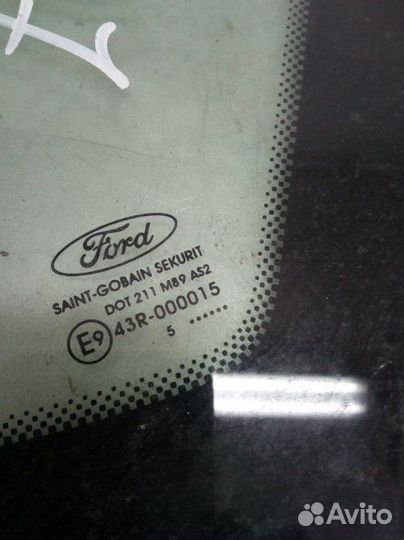 Ford
SAINT-GOBAIN SEKURIT
DOT 211 M89 AS2
E9 43R-000015
5 ......
Avito